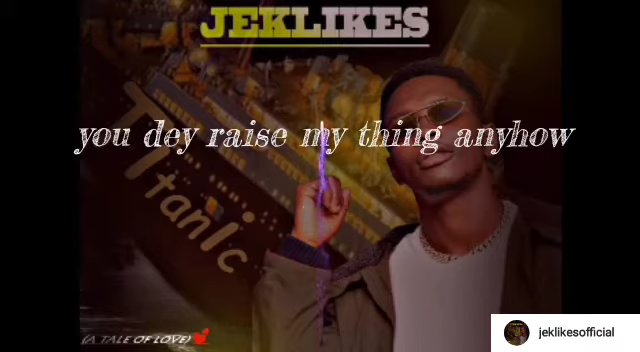 JEKLIKES
you dey raise my thing anyhow
TItanIc
(A TALE OF LOVE)
jeklikesofficial